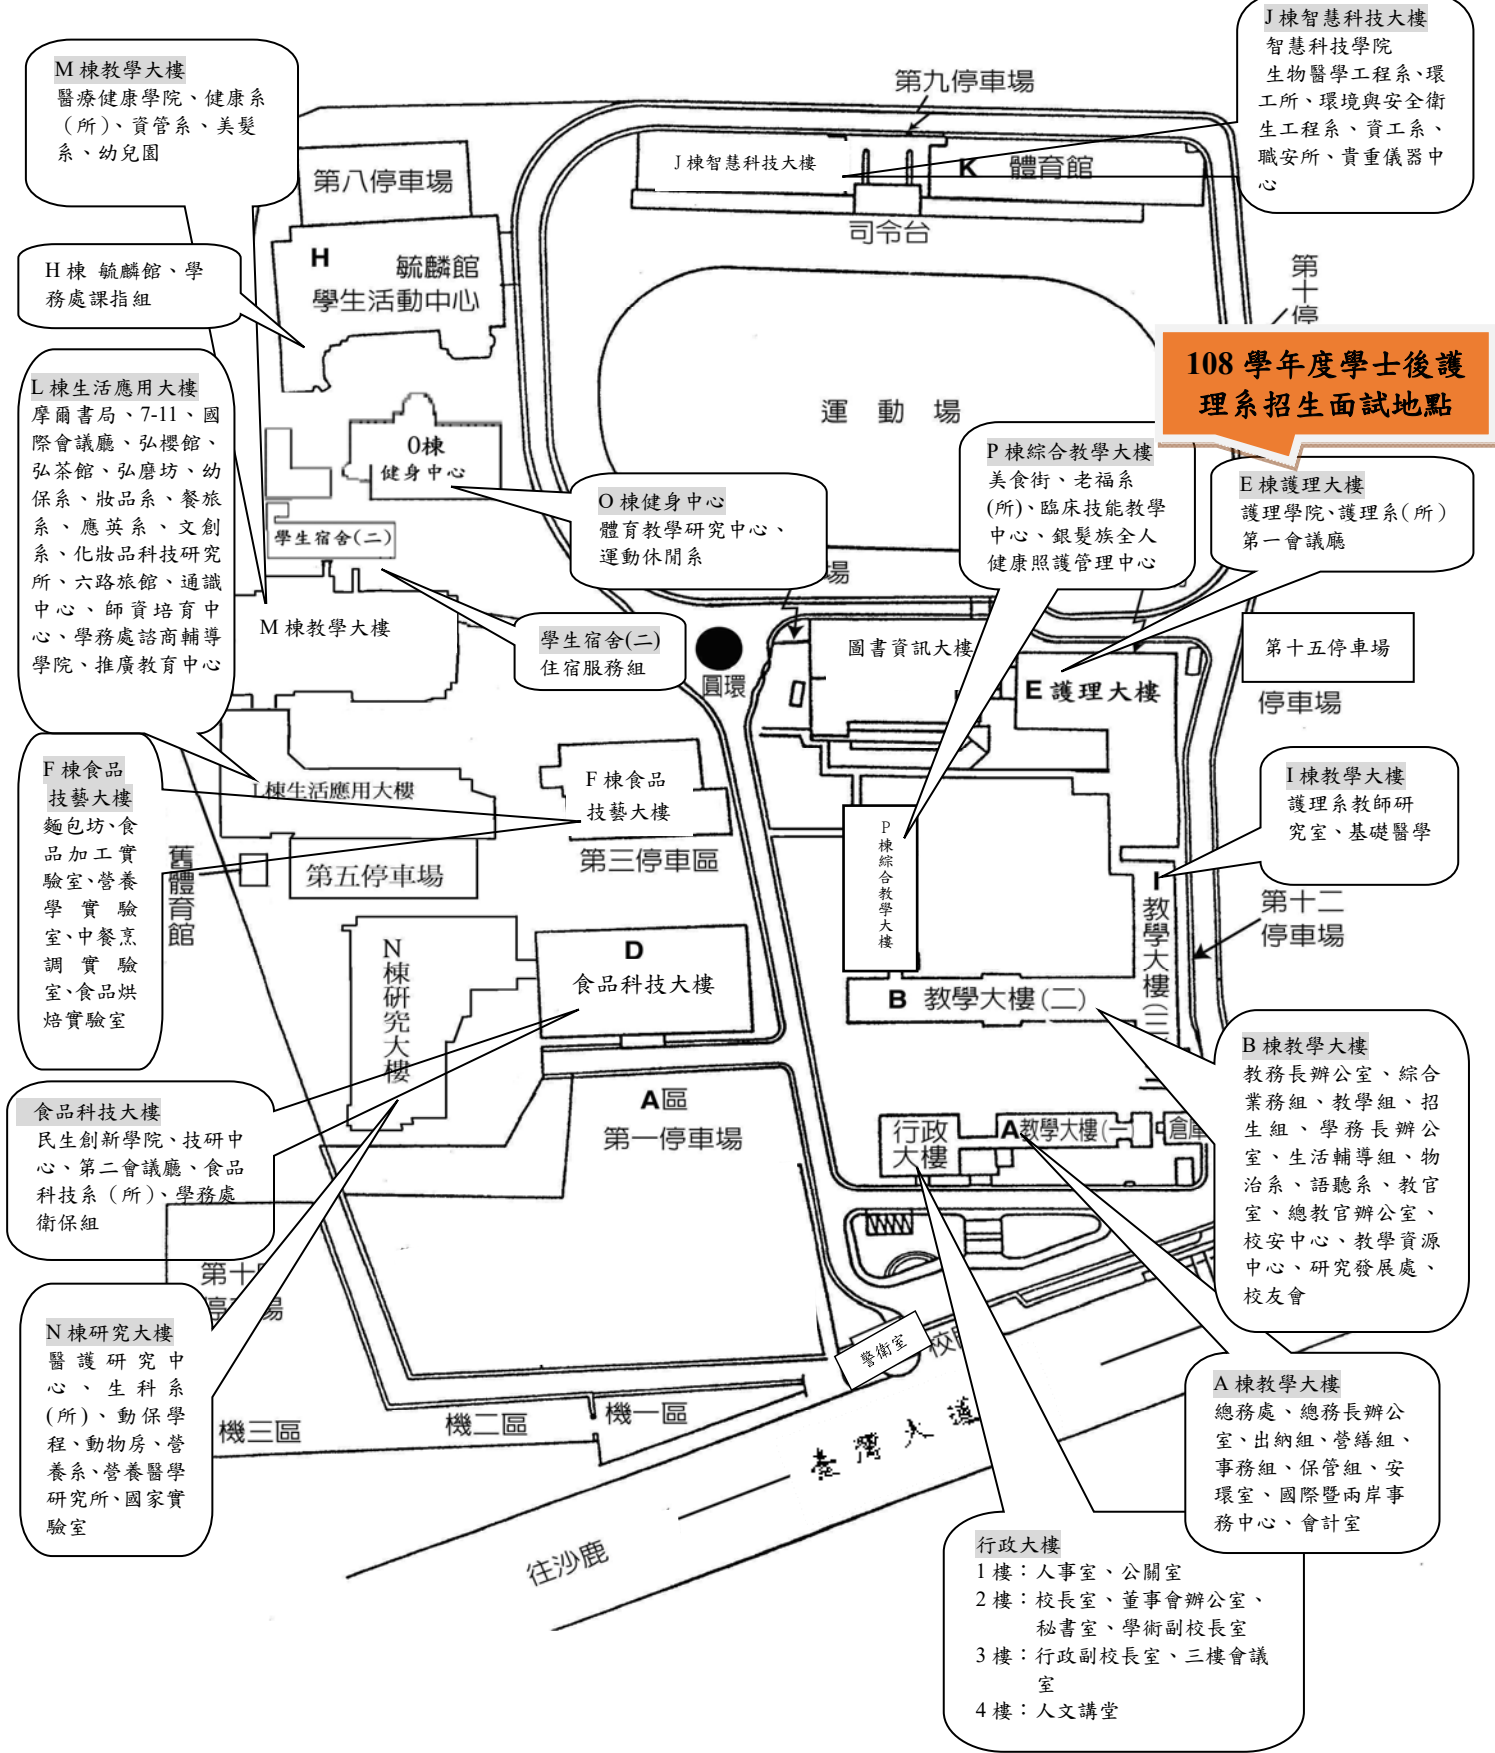 J 棟智慧科技大樓
智慧科技學院
生物醫學工程系、環
工所、環境與安全衛
生工程系、資工系、
職安所、貴重儀器中
心
M 棟教學大樓
醫療健康學院、健康系
（所）、資管系、美髮
系、幼兒園
第九停車場
J 棟智慧科技大樓
K 體育館
第八停車場
司令台
H 毓麟館
學生活動中心
H 棟 毓麟館、學
務處課指組
第十停
108 學年度學士後護
理系招生面試地點
L 棟生活應用大樓
摩爾書局、7-11、國
際會議廳、弘櫻館、
弘茶館、弘磨坊、幼
保系、妝品系、餐旅
系、應英系、文創
系、化妝品科技研究
所、六路旅館、通識
中心、師資培育中
心、學務處諮商輔導
學院、推廣教育中心
運動場
O棟
健身中心
P 棟綜合教學大樓
美食街、老福系
(所)、臨床技能教學
中心、銀髮族全人
健康照護管理中心
E 棟護理大樓
護理學院、護理系（所）
第一會議廳
O 棟健身中心
體育教學研究中心、
運動休閒系
學生宿舍(二)
場
M 棟教學大樓
學生宿舍(二)
住宿服務組
圓環
圖書資訊大樓
E 護理大樓
第十五停車場
停車場
F 棟食品
技藝大樓
麵包坊、食
品加工實
驗室、營養
學實驗
室、中餐烹
調實驗
室、食品烘
焙實驗室
L棟生活應用大樓
F 棟食品
技藝大樓
I 棟教學大樓
護理系教師研
究室、基礎醫學
P棟綜合教學大樓
舊體育館
第五停車場
第三停車區
I 教學大樓(三
第十二
停車場
N棟研究大樓
D
食品科技大樓
B 教學大樓(二)
B 棟教學大樓
教務長辦公室、綜合
業務組、教學組、招
生組、學務長辦公
室、生活輔導組、物
治系、語聽系、教官
室、總教官辦公室、
校安中心、教學資源
中心、研究發展處、
校友會
食品科技大樓
民生創新學院、技研中
心、第二會議廳、食品
科技系（所）、學務處
衛保組
A區
第一停車場
行政
大樓
A教學大樓(一)
倉庫
第十
停車場
N 棟研究大樓
醫護研究中
心、生科系
(所)、動保學
程、動物房、營
養系、營養醫學
研究所、國家實
驗室
警衛室
校
A 棟教學大樓
總務處、總務長辦公
室、出納組、營繕組、
事務組、保管組、安
環室、國際暨兩岸事
務中心、會計室
機三區
機二區
機一區
臺灣大道
往沙鹿
行政大樓
1 樓：人事室、公關室
2 樓：校長室、董事會辦公室、
秘書室、學術副校長室
3 樓：行政副校長室、三樓會議
室
4 樓：人文講堂